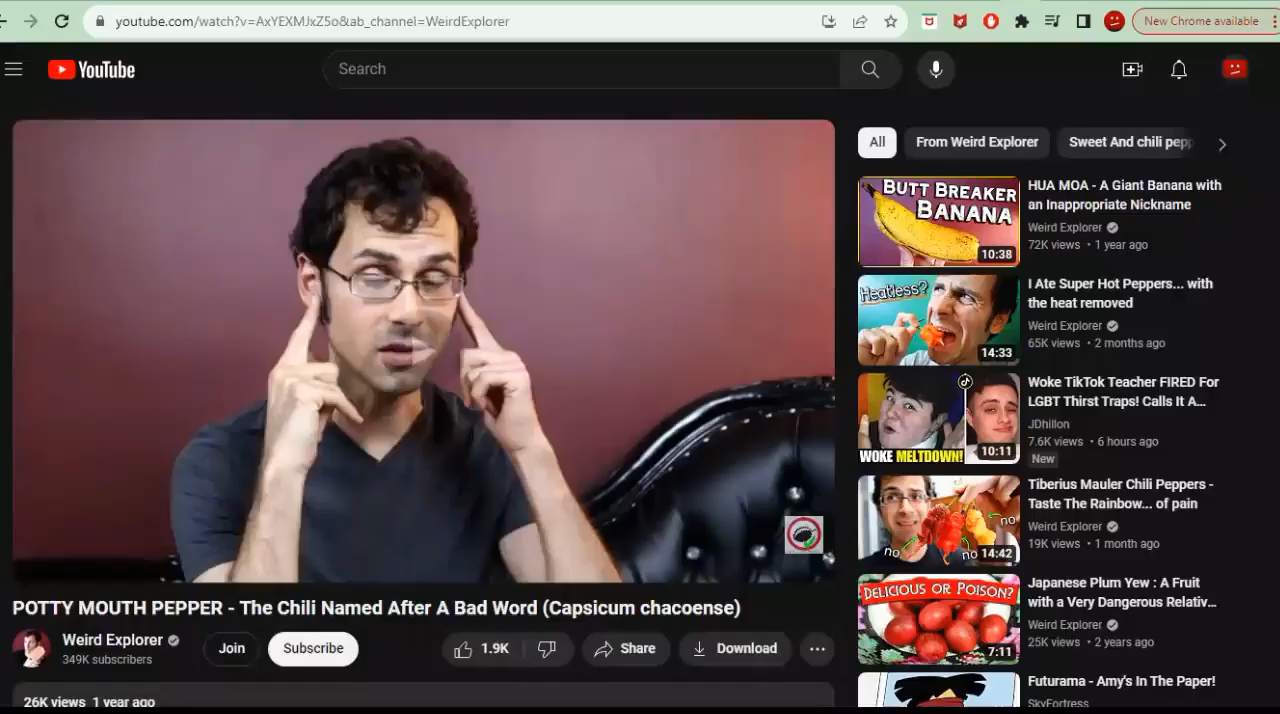 youtube.com/watch?v=AxYEXMJxZ5o&ab_channel=WeirdExplorer
New Chrome available
YouTube
Search
All
From Weird Explorer
Sweet And chili pepp
BUTT BREAKER
BANANA
10:38
HUA MOA - A Giant Banana with
an Inappropriate Nickname
Weird Explorer
72K views • 1 year ago
Heatless?
14:33
I Ate Super Hot Peppers... with
the heat removed
Weird Explorer
65K views • 2 months ago
WOKE MELTDOWN!
10:11
Woke TikTok Teacher FIRED For
LGBT Thirst Traps! Calls It A...
JDhillon
7.6K views • 6 hours ago
New
no
no
no
14:42
Tiberius Mauler Chili Peppers -
Taste The Rainbow... of pain
Weird Explorer
19K views • 1 month ago
DELICIOUS OR POISON?
7:11
Japanese Plum Yew : A Fruit
with a Very Dangerous Relativ...
Weird Explorer
25K views • 2 years ago
Futurama - Amy's In The Paper!
SkyFortress
POTTY MOUTH PEPPER - The Chili Named After A Bad Word (Capsicum chacoense)
Weird Explorer
349K subscribers
Join
Subscribe
1.9K
Share
Download
26K views 1 year ago